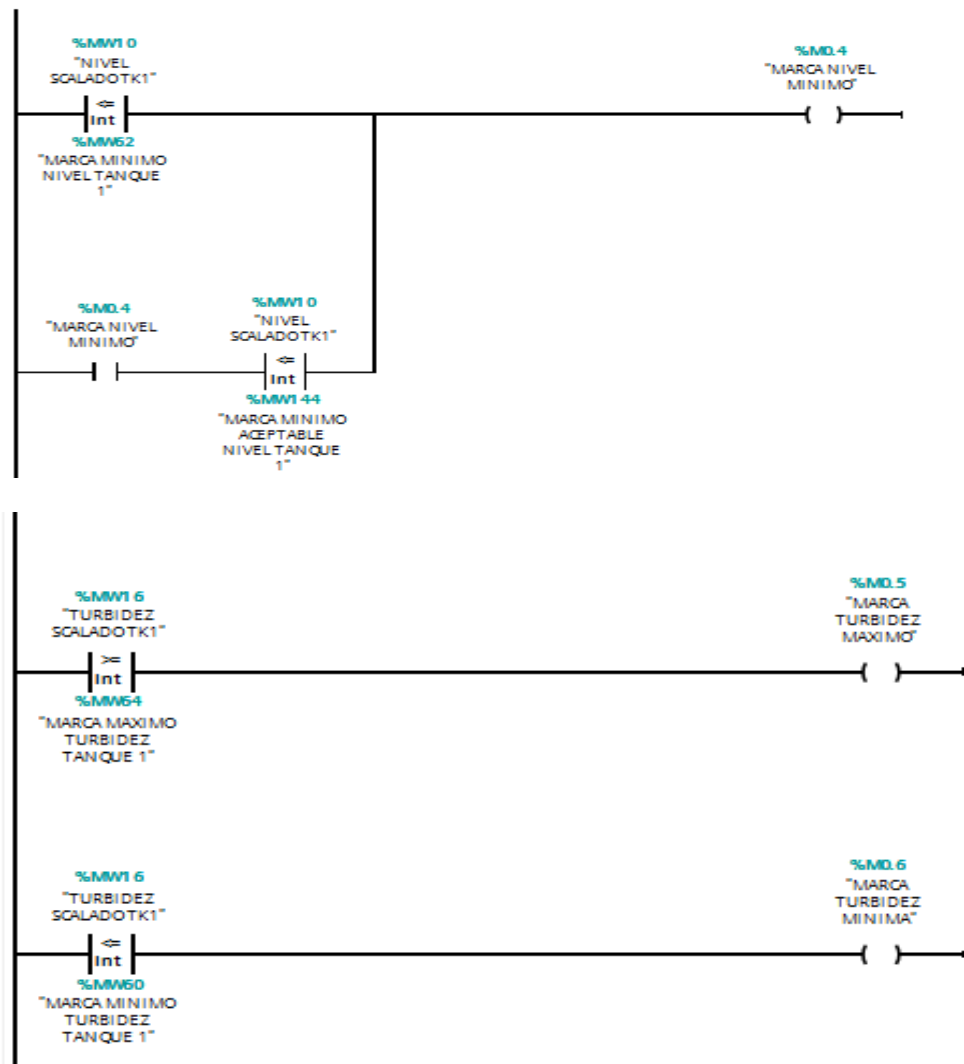 %MW10
"NIVEL
SCALADOTK1"
<=
Int
%MW62
"MARCA MINIMO
NIVEL TANQUE
1"
%M0.4
"MARCA NIVEL
MINIMO"
%M0.4
"MARCA NIVEL
MINIMO"
%MW10
"NIVEL
SCALADOTK1"
<=
Int
%MW144
"MARCA MINIMO
ACEPTABLE
NIVEL TANQUE
1"
%MW16
"TURBIDEZ
SCALADOTK1"
>=
Int
%MW64
"MARCA MAXIMO
TURBIDEZ
TANQUE 1"
%M0.5
"MARCA
TURBIDEZ
MAXIMO"
%MW16
"TURBIDEZ
SCALADOTK1"
<=
Int
%MW60
"MARCA MINIMO
TURBIDEZ
TANQUE 1"
%M0.6
"MARCA
TURBIDEZ
MINIMA"